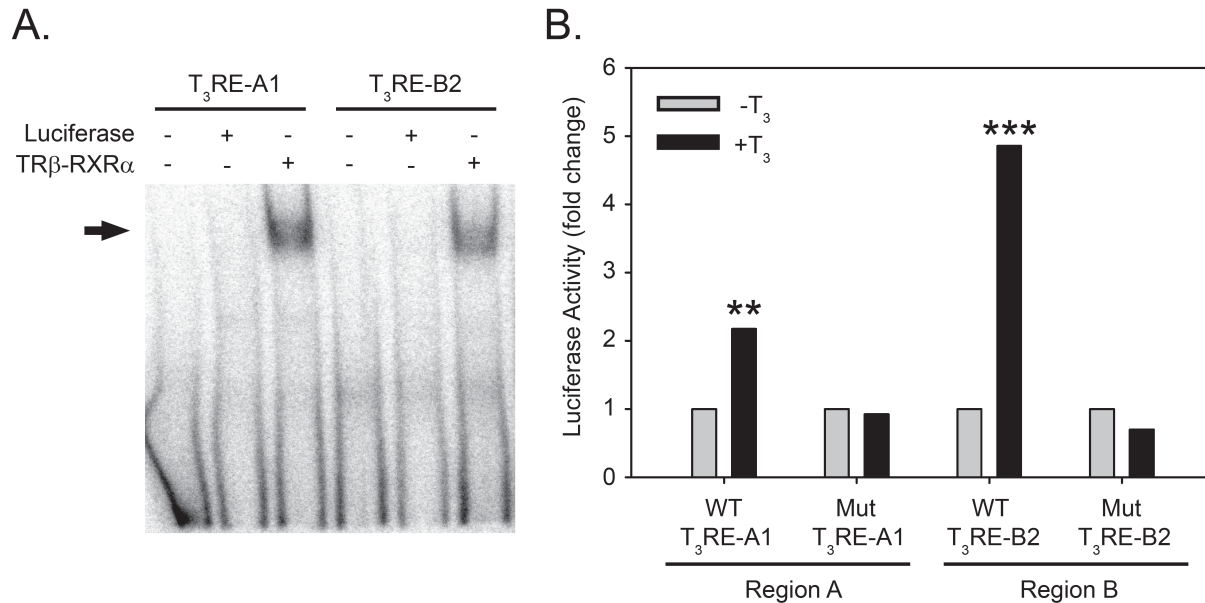 A.
T₃RE-A1 T₃RE-B2
Luciferase - + - - + -
TRβ-RXRα - - + - - +
B.
Luciferase Activity (fold change)
6
5
4
3
2
1
0
-T₃
+T₃
**
***
WT Mut WT Mut
T₃RE-A1 T₃RE-A1 T₃RE-B2 T₃RE-B2
Region A Region B